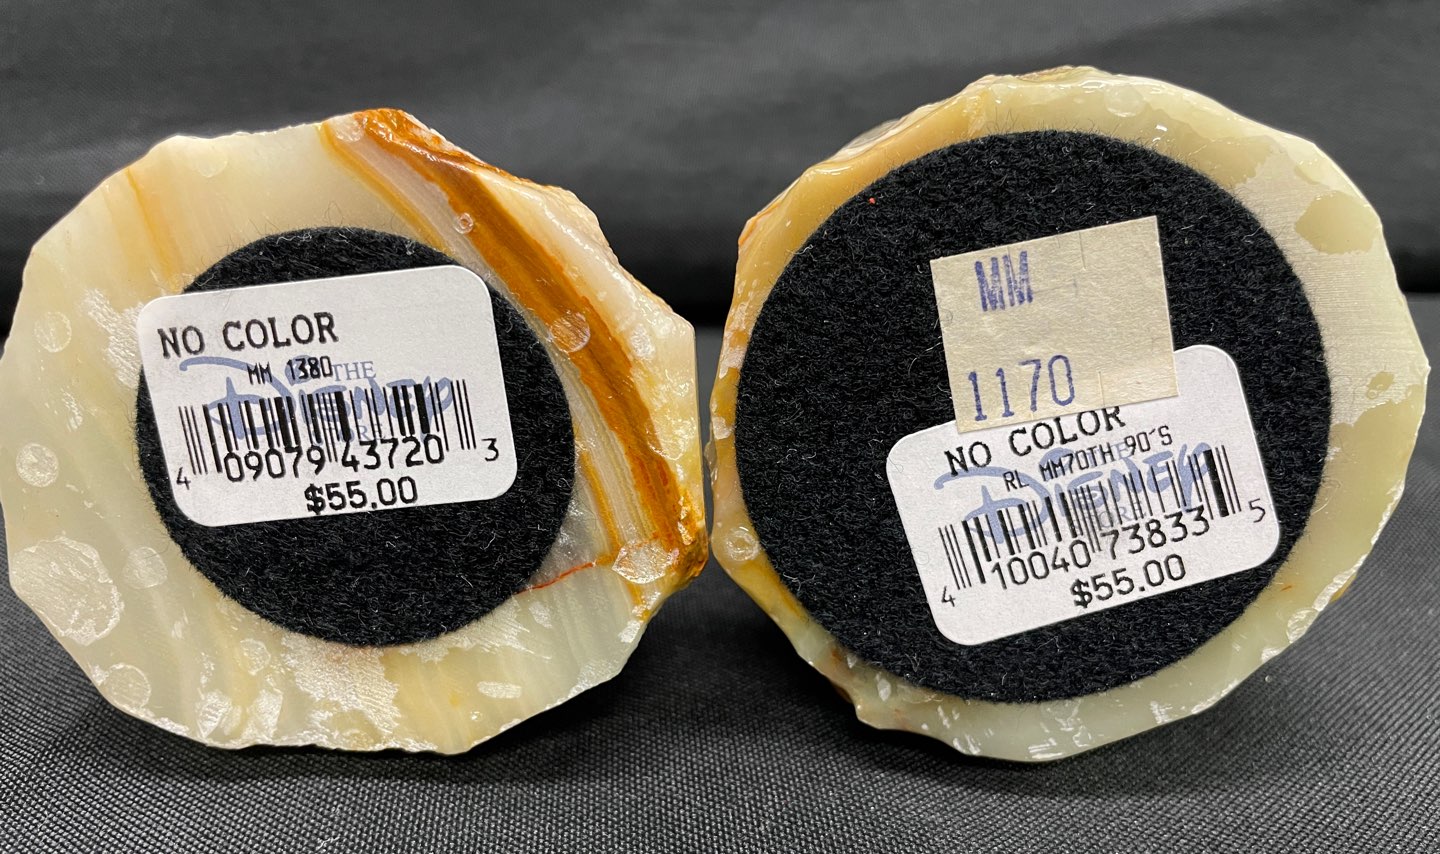 NO COLOR
MM 1380
THE
Disney
4 09079 43720 3
$55.00
MM
1170
NO COLOR
RL MM70TH 90'S
Disney
4 10040 73833 5
$55.00